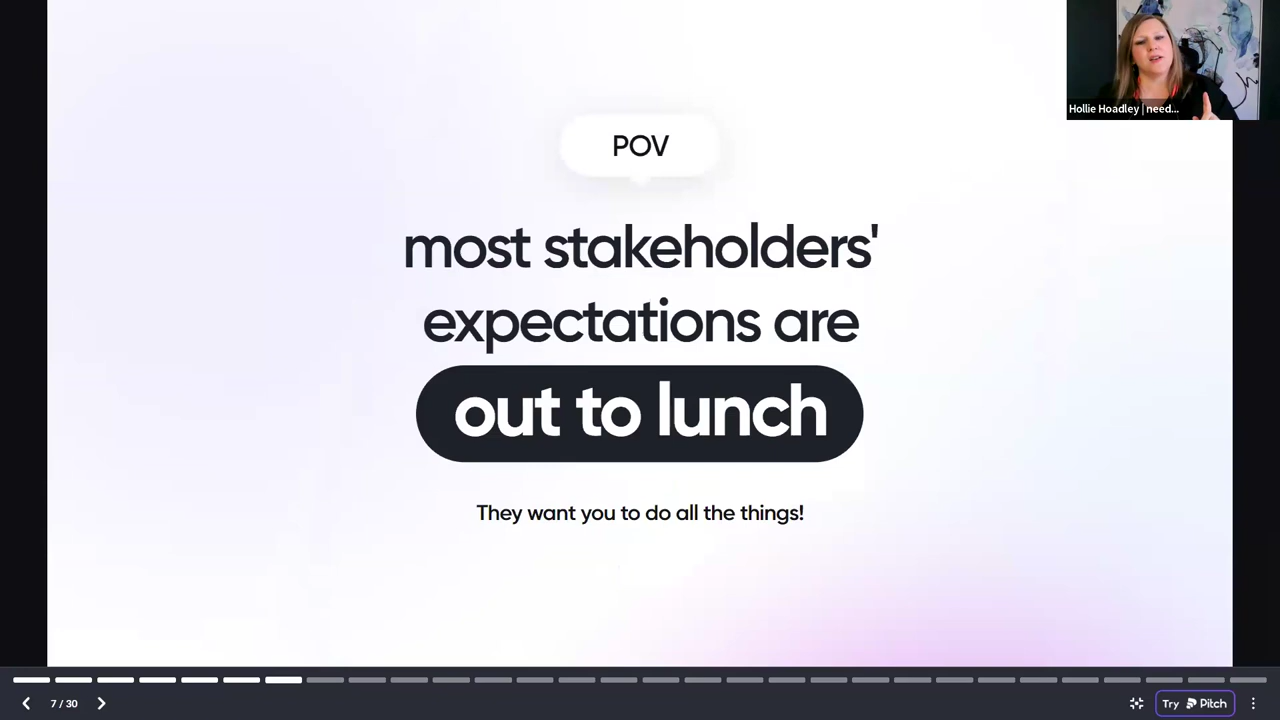 Hollie Hoadley | need...
POV
most stakeholders'
expectations are
out to lunch
They want you to do all the things!
7 / 30
Try Pitch